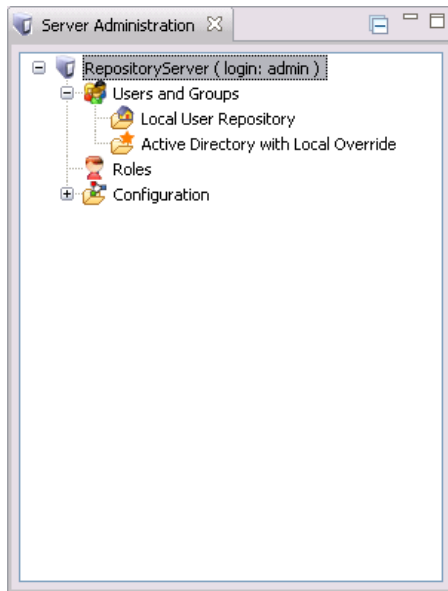 Server Administration
RepositoryServer ( login: admin )
Users and Groups
Local User Repository
Active Directory with Local Override
Roles
Configuration